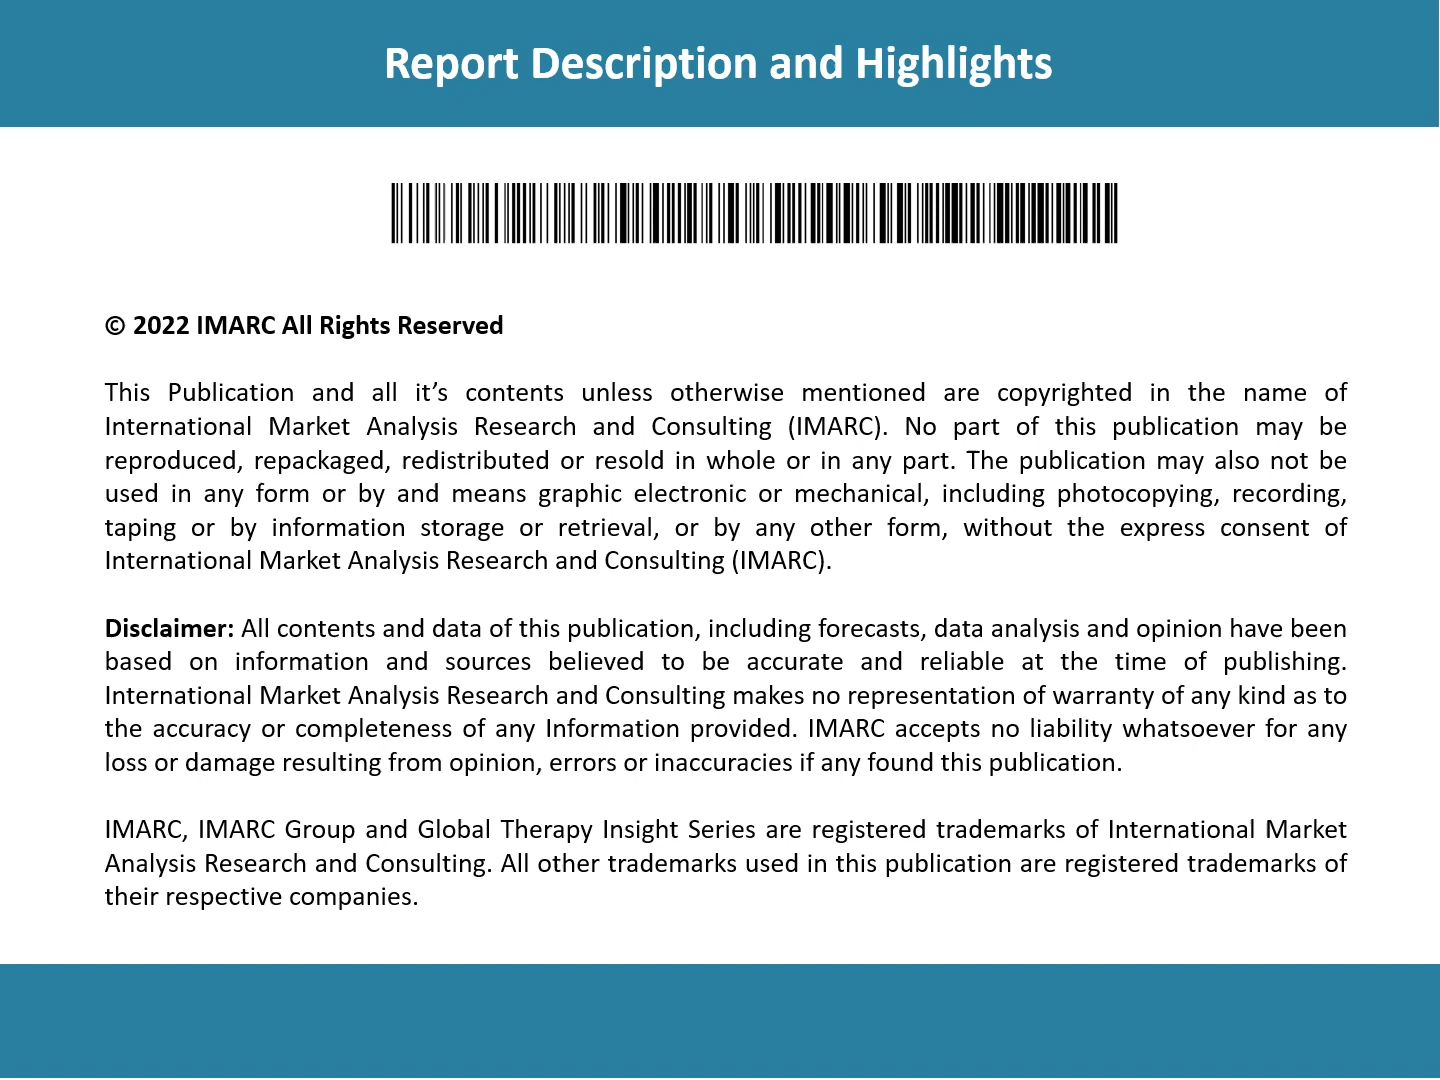 Report Description and Highlights
© 2022 IMARC All Rights Reserved
This Publication and all it’s contents unless otherwise mentioned are copyrighted in the name of
International Market Analysis Research and Consulting (IMARC). No part of this publication may be
reproduced, repackaged, redistributed or resold in whole or in any part. The publication may also not be
used in any form or by and means graphic electronic or mechanical, including photocopying, recording,
taping or by information storage or retrieval, or by any other form, without the express consent of
International Market Analysis Research and Consulting (IMARC).
Disclaimer: All contents and data of this publication, including forecasts, data analysis and opinion have been
based on information and sources believed to be accurate and reliable at the time of publishing.
International Market Analysis Research and Consulting makes no representation of warranty of any kind as to
the accuracy or completeness of any Information provided. IMARC accepts no liability whatsoever for any
loss or damage resulting from opinion, errors or inaccuracies if any found this publication.
IMARC, IMARC Group and Global Therapy Insight Series are registered trademarks of International Market
Analysis Research and Consulting. All other trademarks used in this publication are registered trademarks of
their respective companies.